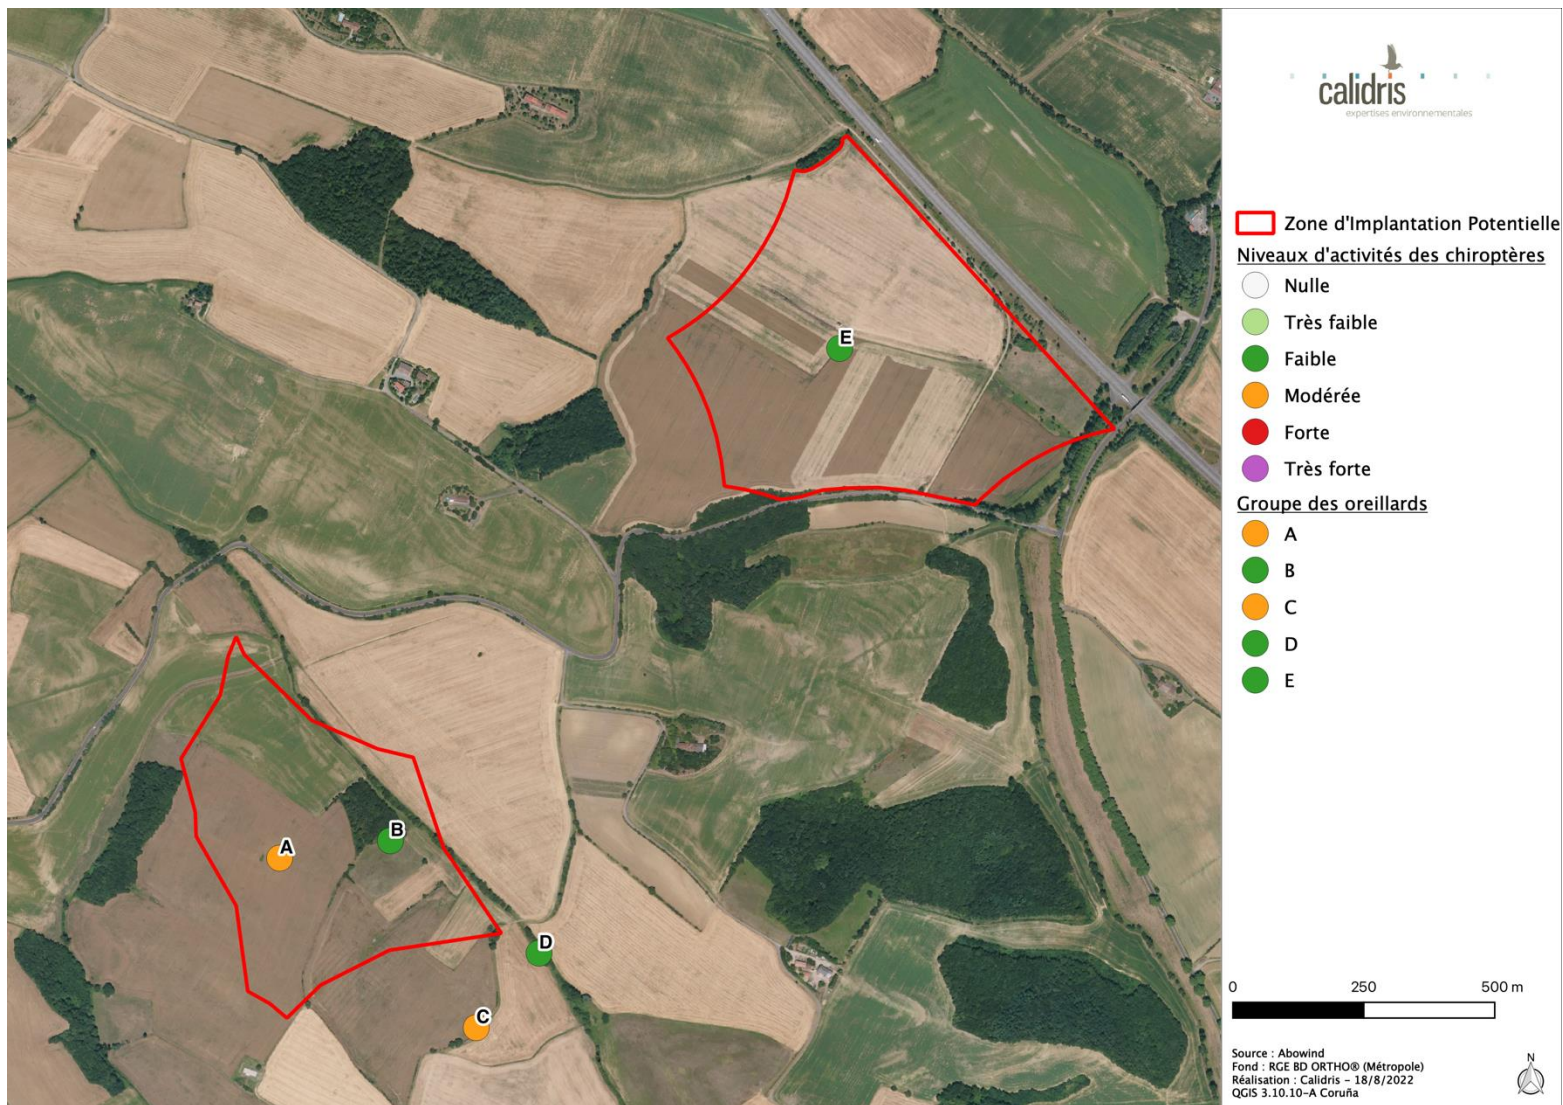 calidris
expertises environnementales
Zone d'Implantation Potentielle
Niveaux d'activités des chiroptères
Nulle
Très faible
Faible
Modérée
Forte
Très forte
Groupe des oreillards
A
B
C
D
E
E
B
A
D
C
0 250 500 m
Source : Abowind
Fond : RGE BD ORTHO® (Métropole)
Réalisation : Calidris - 18/8/2022
QGIS 3.10.10-A Coruña
N